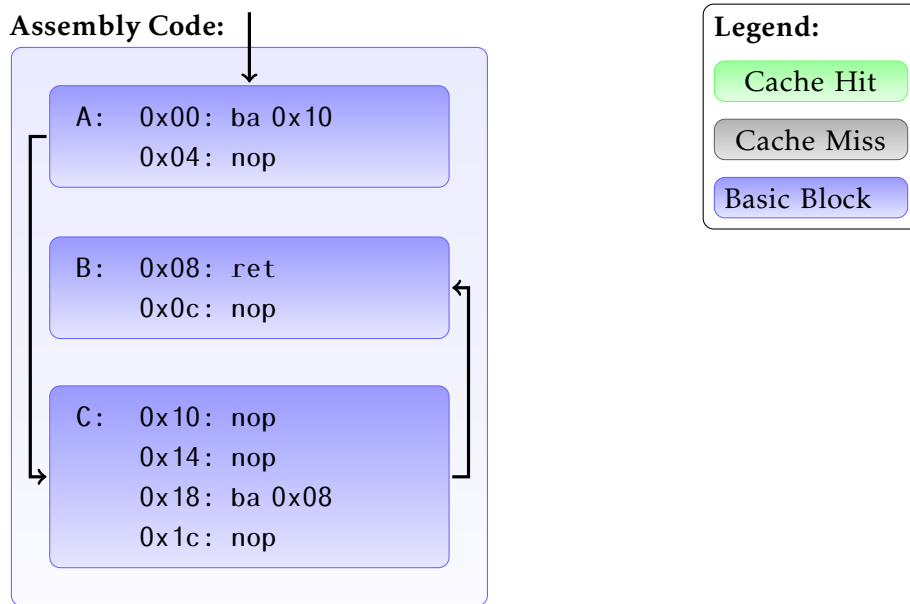 Assembly Code:
A: 0x00: ba 0x10
0x04: nop
B: 0x08: ret
0x0c: nop
C: 0x10: nop
0x14: nop
0x18: ba 0x08
0x1c: nop
Legend:
Cache Hit
Cache Miss
Basic Block